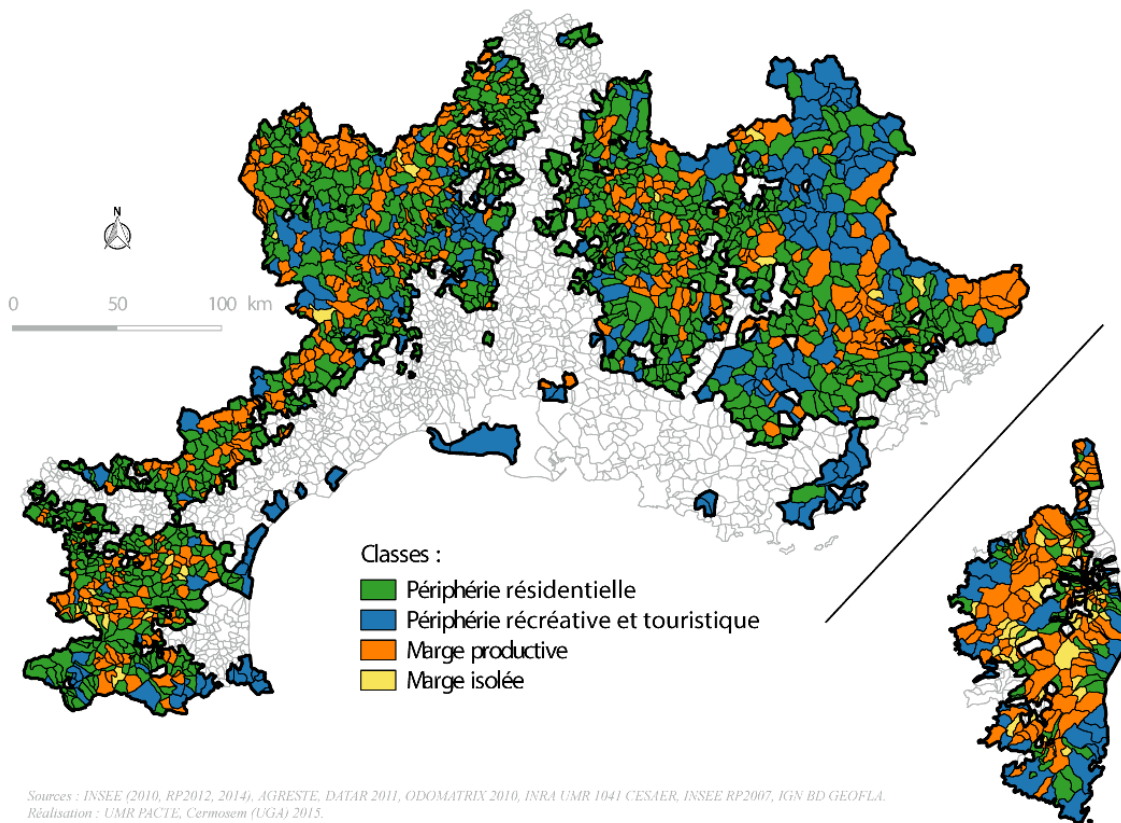 N
0 50 100 km
Classes :
Périphérie résidentielle
Périphérie récréative et touristique
Marge productive
Marge isolée
Sources : INSEE (2010, RP2012, 2014), AGRESTE, DATAR 2011, ODOMATRIX 2010, INRA UMR 1041 CESAER, INSEE RP2007, IGN BD GEOFLA.
Réalisation : UMR PACTE, Cermosem (UGA) 2015.